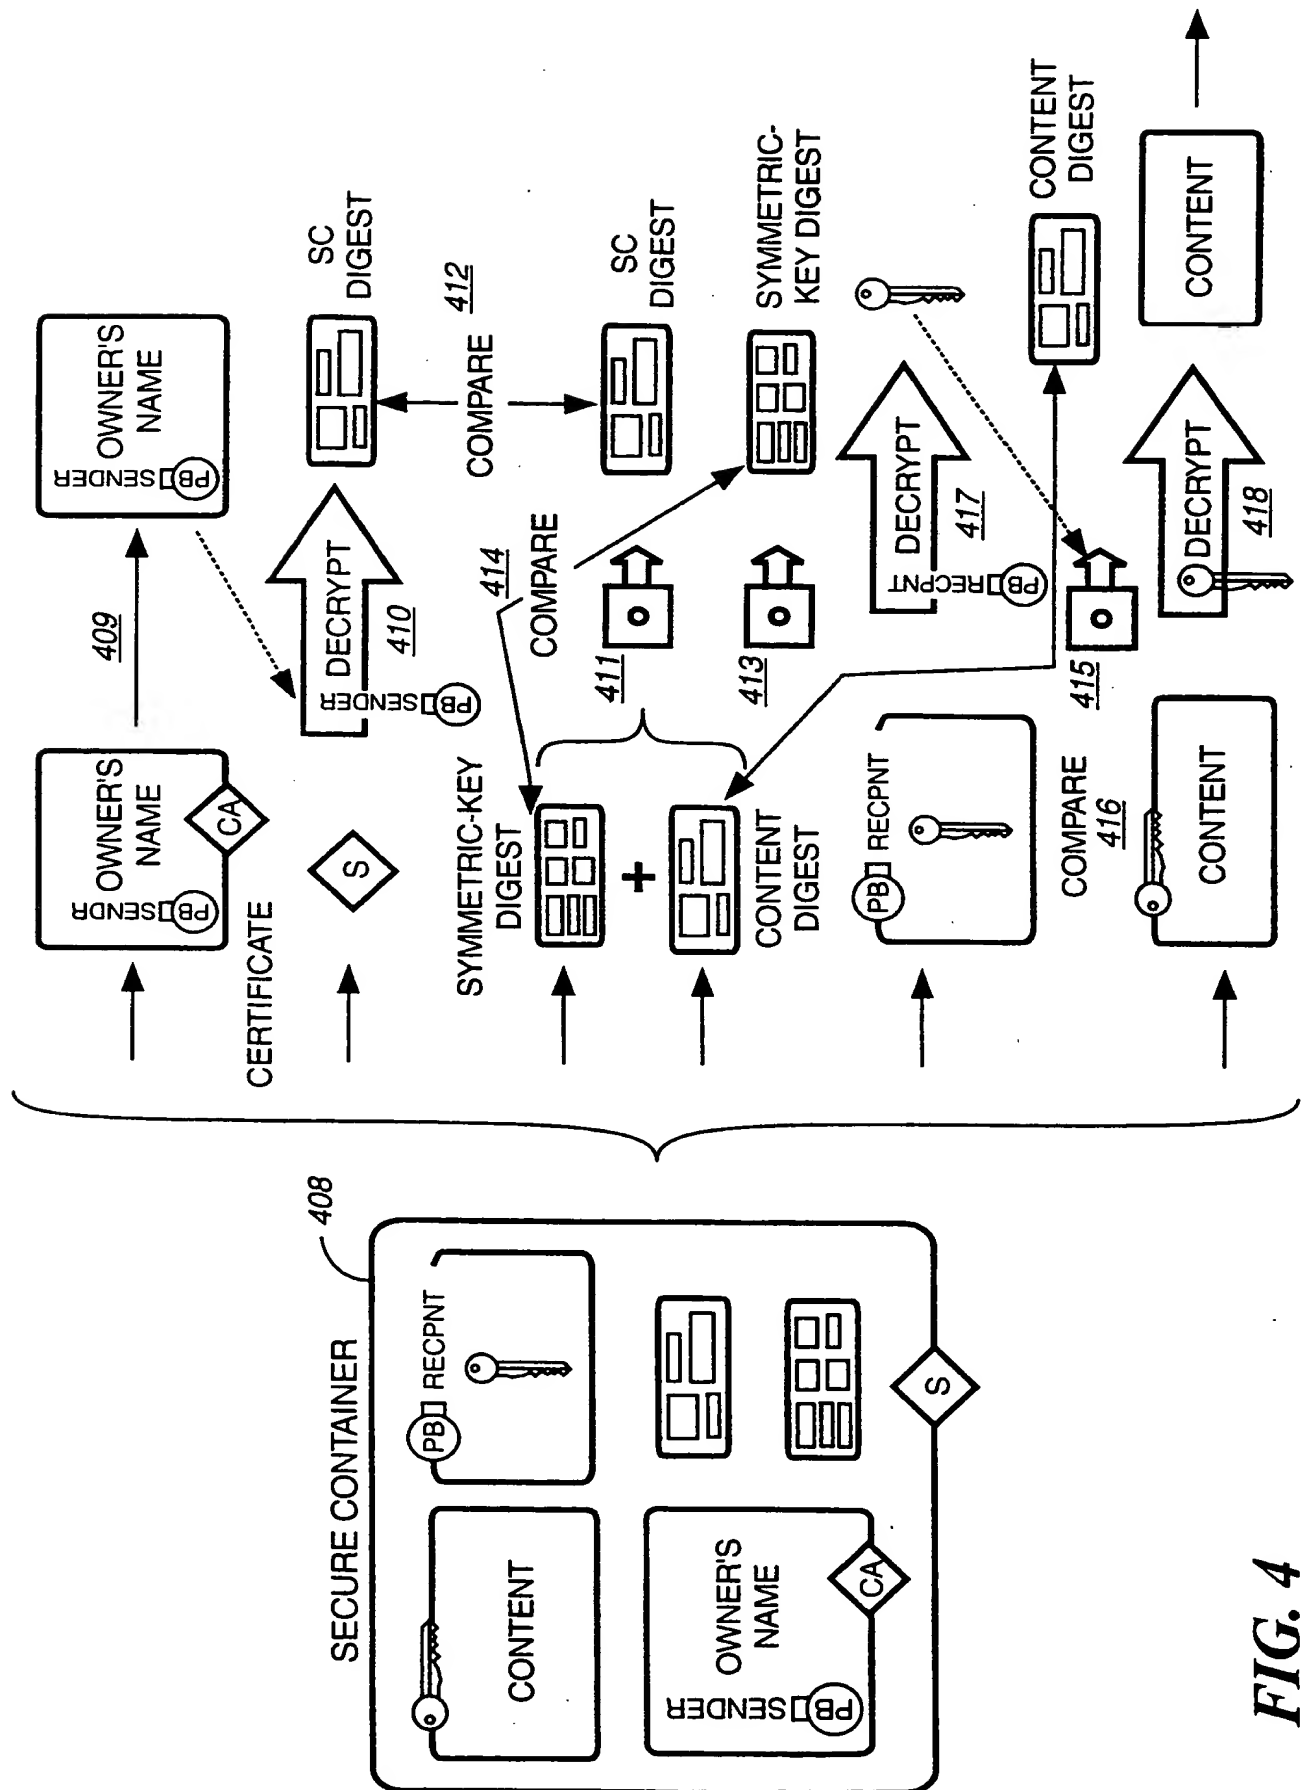 SECURE CONTAINER
408
CONTENT
PB RECPNT
SENDER
PB
OWNER'S
NAME
CA
S
SENDR
PB
OWNER'S
NAME
CA
CERTIFICATE
409
SENDER
PB
OWNER'S
NAME
S
DECRYPT
SENDER
PB
410
SC
DIGEST
COMPARE
412
SYMMETRIC-KEY
DIGEST
+
CONTENT
DIGEST
414
COMPARE
411
SC
DIGEST
413
SYMMETRIC-
KEY DIGEST
PB RECPNT
DECRYPT
RECPNT
PB
417
COMPARE
416
415
CONTENT
DIGEST
CONTENT
DECRYPT
418
CONTENT
FIG. 4